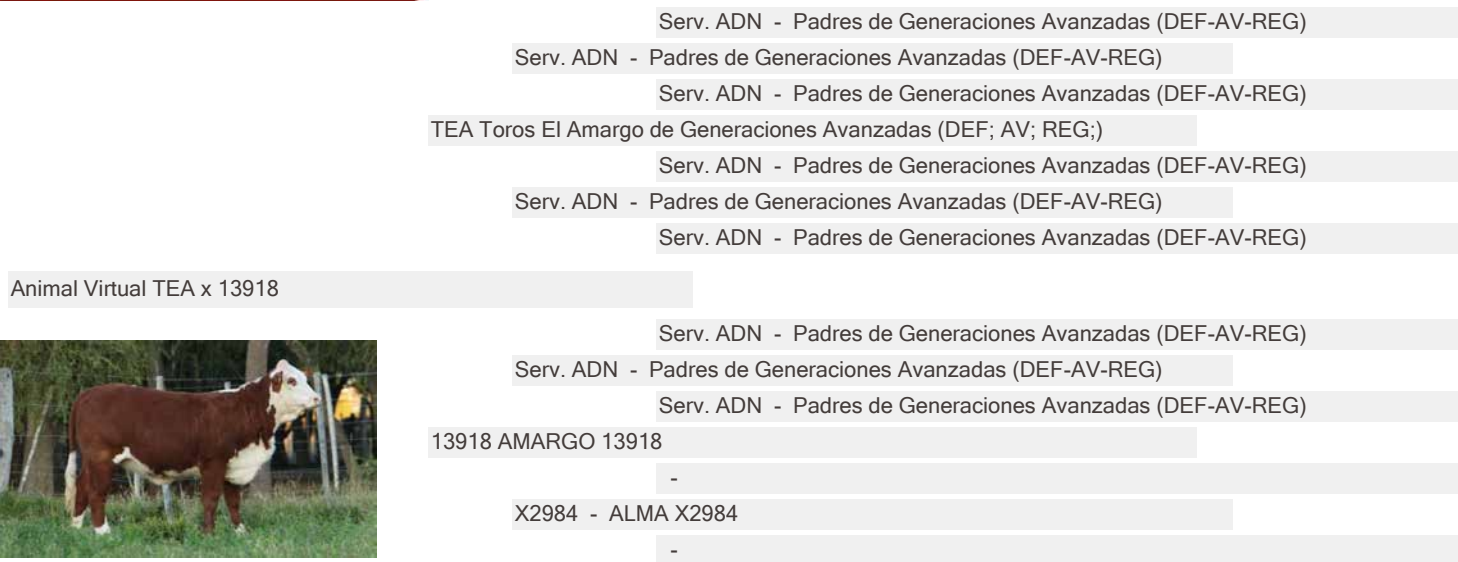 Serv. ADN - Padres de Generaciones Avanzadas (DEF-AV-REG)
Serv. ADN - Padres de Generaciones Avanzadas (DEF-AV-REG)
Serv. ADN - Padres de Generaciones Avanzadas (DEF-AV-REG)
TEA Toros El Amargo de Generaciones Avanzadas (DEF; AV; REG;)
Serv. ADN - Padres de Generaciones Avanzadas (DEF-AV-REG)
Serv. ADN - Padres de Generaciones Avanzadas (DEF-AV-REG)
Serv. ADN - Padres de Generaciones Avanzadas (DEF-AV-REG)
Animal Virtual TEA x 13918
Serv. ADN - Padres de Generaciones Avanzadas (DEF-AV-REG)
Serv. ADN - Padres de Generaciones Avanzadas (DEF-AV-REG)
Serv. ADN - Padres de Generaciones Avanzadas (DEF-AV-REG)
13918 AMARGO 13918
-
X2984 - ALMA X2984
-